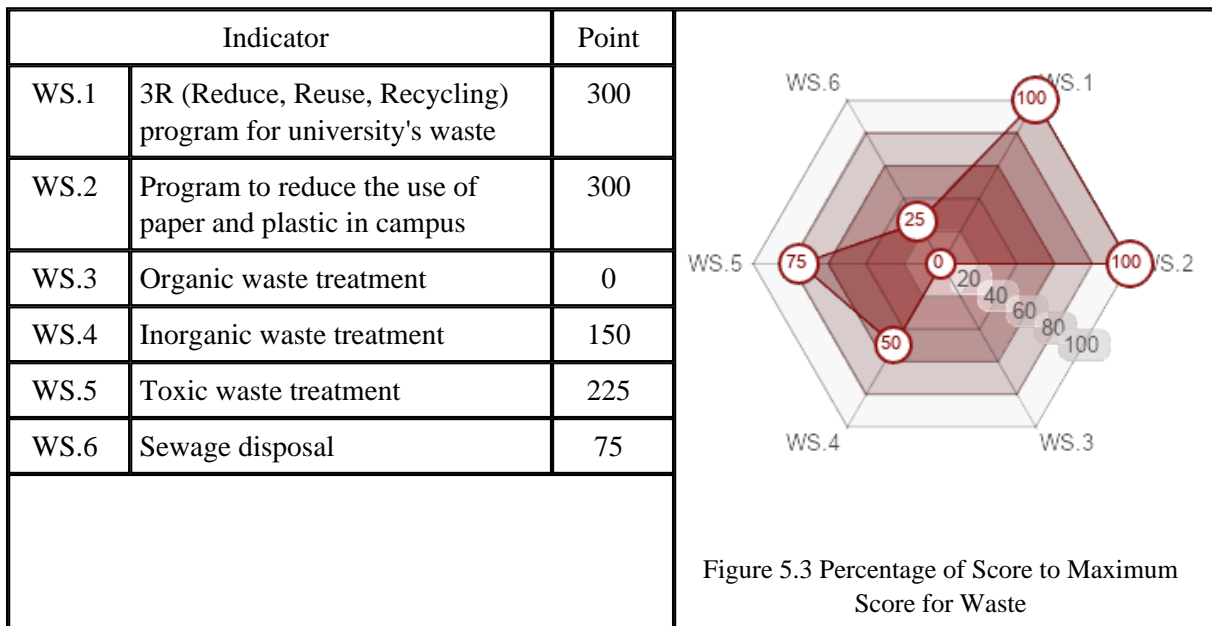 Indicator Point
WS.1 3R (Reduce, Reuse, Recycling) 300
program for university's waste
WS.2 Program to reduce the use of 300
paper and plastic in campus
WS.3 Organic waste treatment 0
WS.4 Inorganic waste treatment 150
WS.5 Toxic waste treatment 225
WS.6 Sewage disposal 75
WS.6 WS.1
100
25
WS.5 75 0 100 WS.2
20
40
60
80
100
50
WS.4 WS.3
Figure 5.3 Percentage of Score to Maximum
Score for Waste